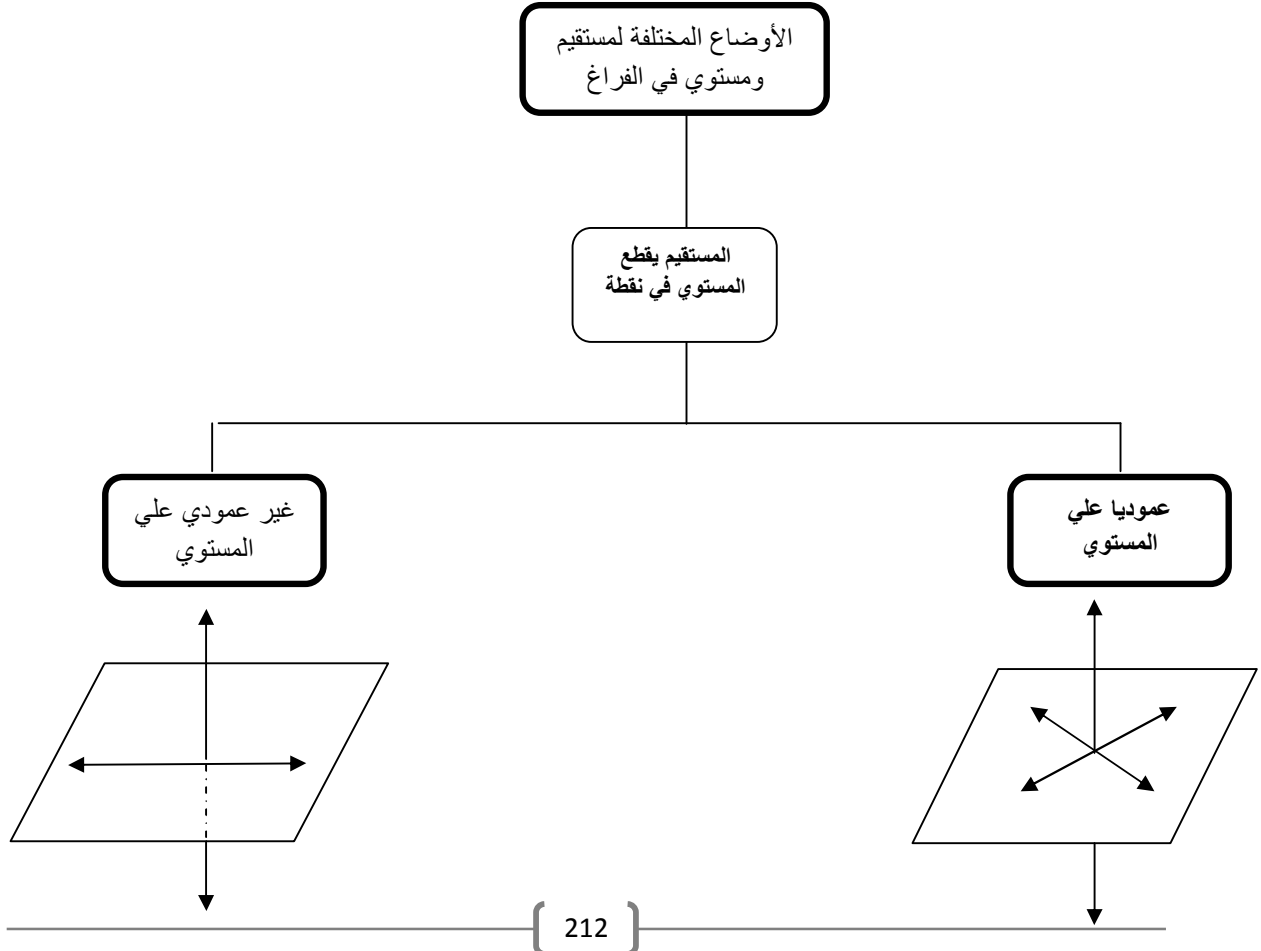 الأوضاع المختلفة لمستقيم
ومستوي في الفراغ
المستقيم يقطع
المستوي في نقطة
عموديا علي
المستوي
غير عمودي علي
المستوي
212